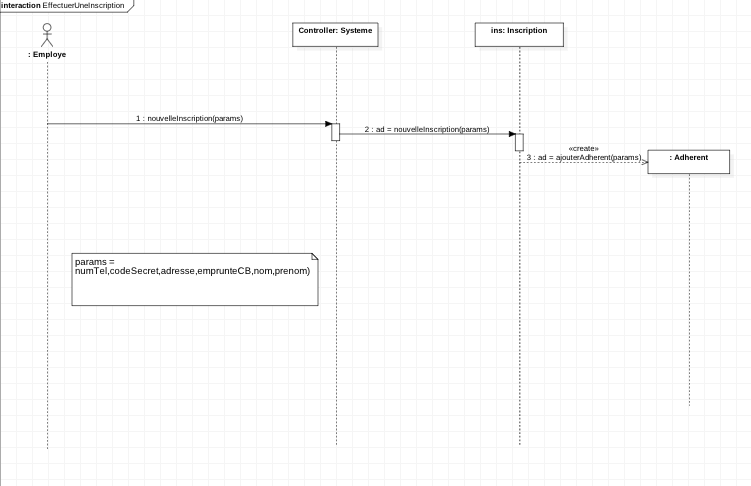 interaction EffectuerUneInscription
: Employe
Controller: Systeme
ins: Inscription
1 : nouvelleInscription(params)
2 : ad = nouvelleInscription(params)
«create»
3 : ad = ajouterAdherent(params)
: Adherent
params =
numTel,codeSecret,adresse,emprunteCB,nom,prenom)